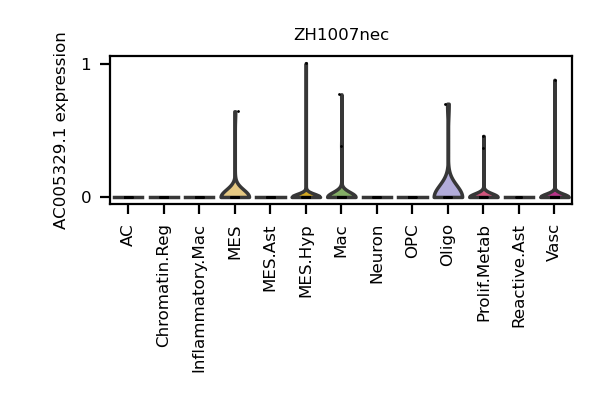 ZH1007nec
AC005329.1 expression
1
0
AC
Chromatin.Reg
Inflammatory.Mac
MES
MES.Ast
MES.Hyp
Mac
Neuron
OPC
Oligo
Prolif.Metab
Reactive.Ast
Vasc